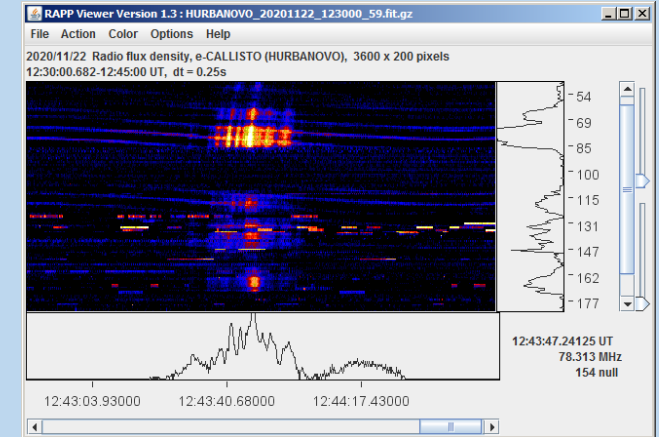 RAPP Viewer Version 1.3 : HURBANOVO_20201122_123000_59.fit.gz
File Action Color Options Help
2020/11/22 Radio flux density, e-CALLISTO (HURBANOVO), 3600 x 200 pixels
12:30:00.682-12:45:00 UT, dt = 0.25s
54
69
85
100
115
131
147
162
177
12:43:47.24125 UT
78.313 MHz
154 null
12:43:03.93000 12:43:40.68000 12:44:17.43000